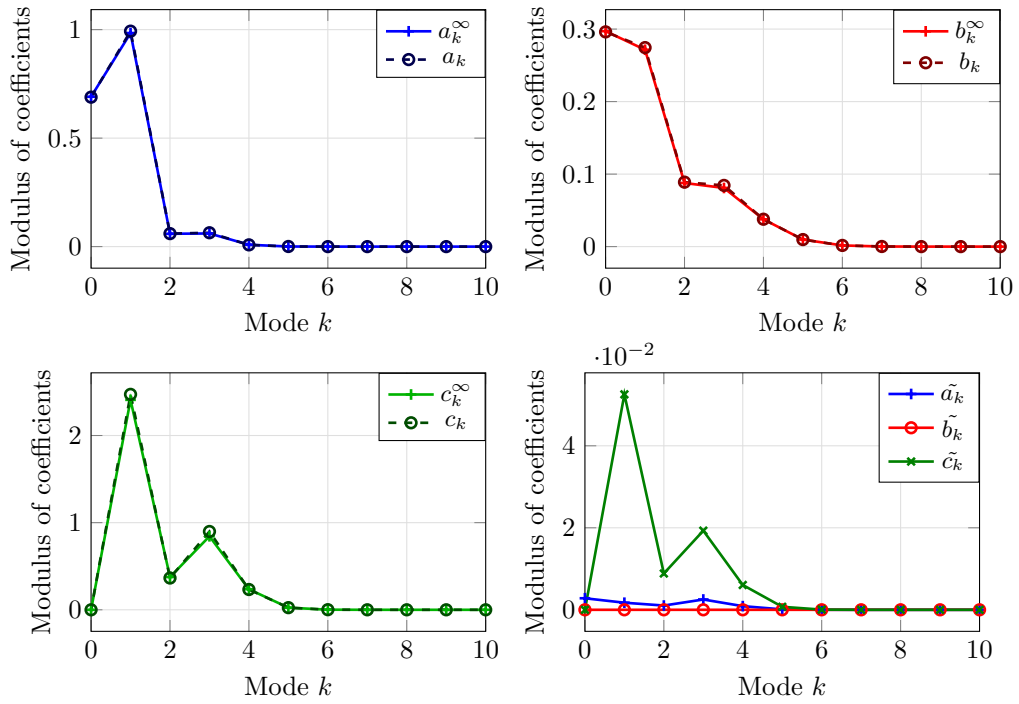 Modulus of coefficients
1
0.5
0
0 2 4 6 8 10
Mode k
a_k^∞
a_k
Modulus of coefficients
0.3
0.2
0.1
0
0 2 4 6 8 10
Mode k
b_k^∞
b_k
Modulus of coefficients
2
1
0
0 2 4 6 8 10
Mode k
c_k^∞
c_k
Modulus of coefficients
·10⁻²
4
2
0
0 2 4 6 8 10
Mode k
ã_k
b̃_k
c̃_k